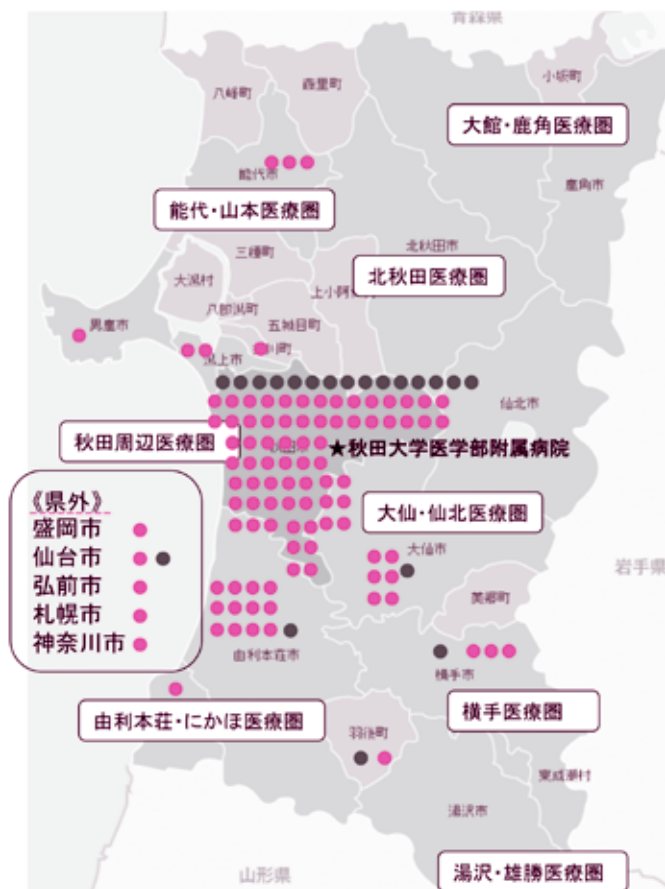 青森県
小坂町
八峰町
大館・鹿角医療圏
能代市
鹿角市
能代・山本医療圏
北秋田市
三種町
北秋田医療圏
大潟村
上小阿
八郎潟町
男鹿市
五城目町
川町
潟上市
仙北市
秋田周辺医療圏
★秋田大学医学部附属病院
《県外》
盛岡市
仙台市
弘前市
札幌市
神奈川市
大仙・仙北医療圏
大仙市
岩手県
美郷町
由利本荘市
横手市
由利本荘・にかほ医療圏
横手医療圏
羽後町
東成瀬村
湯沢市
山形県
湯沢・雄勝医療圏